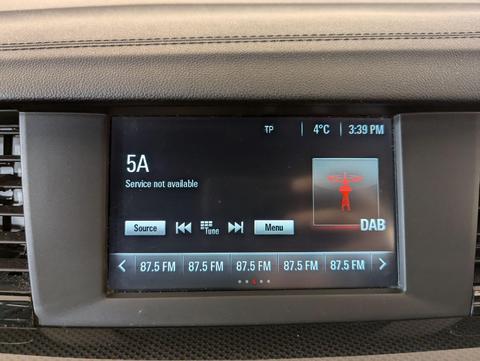 TP 4°C 3:39 PM
5A
Service not available
Source Tune Menu
DAB
87.5 FM 87.5 FM 87.5 FM 87.5 FM 87.5 FM